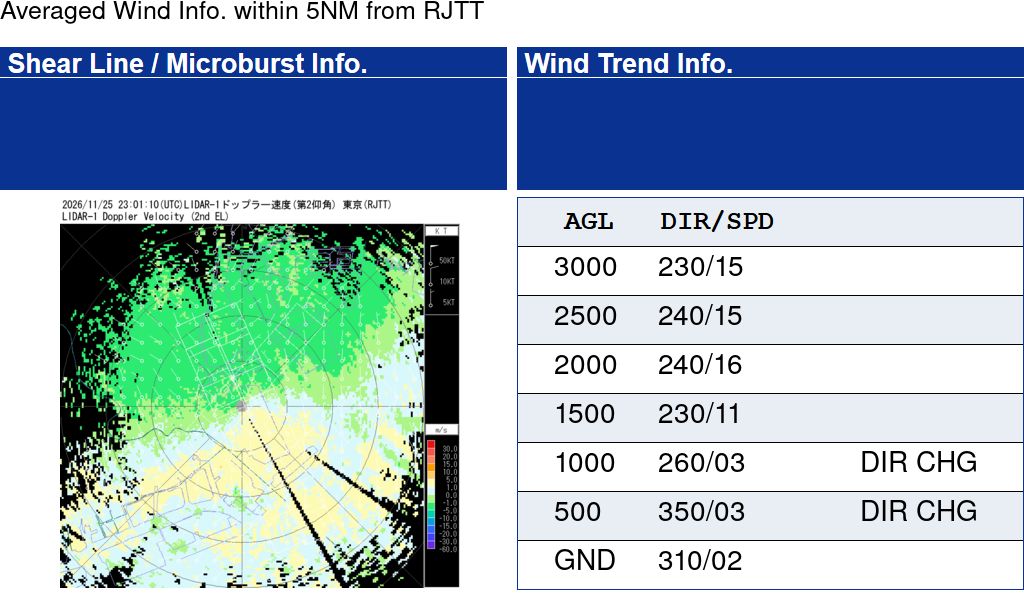 Averaged Wind Info. within 5NM from RJTT
Shear Line / Microburst Info.
Wind Trend Info.
2026/11/25 23:01:10(UTC)LIDAR-1ドップラー速度(第2仰角) 東京(RJTT)
LIDAR-1 Doppler Velocity (2nd EL)
K T
50KT
10KT
5KT
m/s
30.0
20.0
15.0
10.0
5.0
1.0
0.0
-1.0
-5.0
-10.0
-15.0
-20.0
-30.0
-60.0
AGL DIR/SPD
3000 230/15
2500 240/15
2000 240/16
1500 230/11
1000 260/03 DIR CHG
500 350/03 DIR CHG
GND 310/02